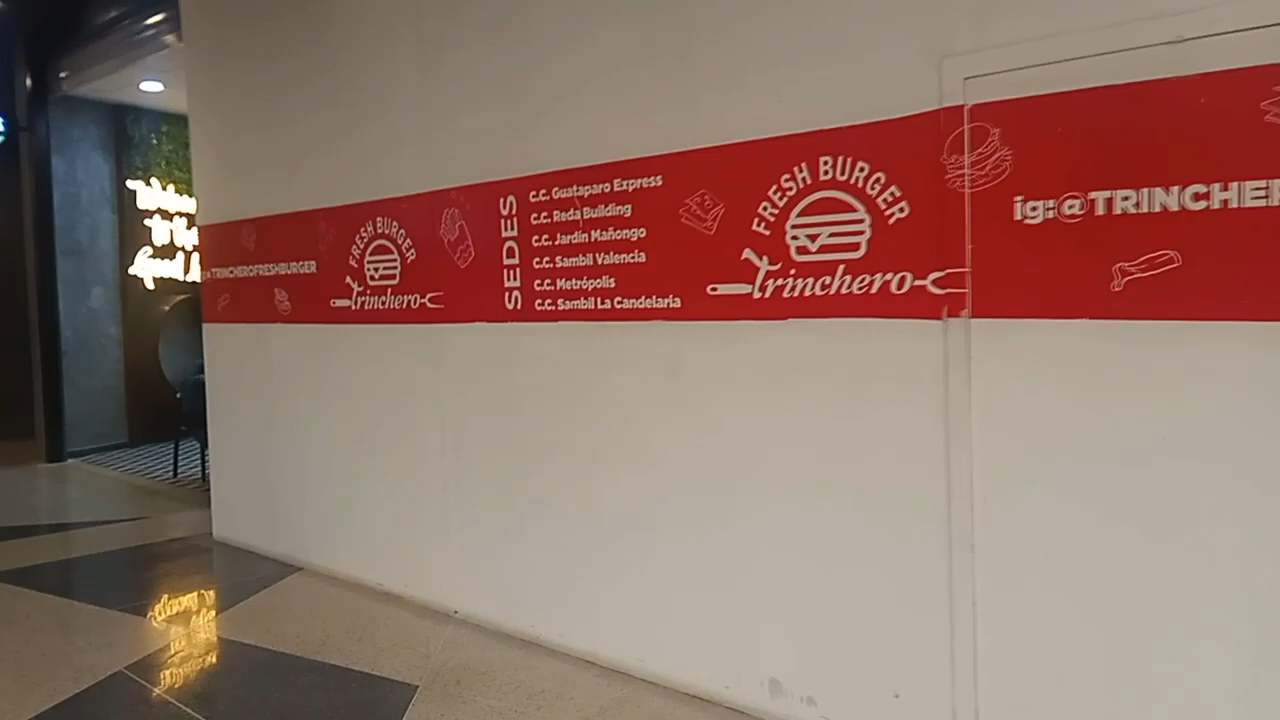 TRINCHEROFRESHBURGER
FRESH BURGER
Trinchero
SEDES
C.C. Guataparo Express
C.C. Reda Building
C.C. Jardín Mañongo
C.C. Sambil Valencia
C.C. Metrópolis
C.C. Sambil La Candelaria
FRESH BURGER
Trinchero
ig:@TRINCHER